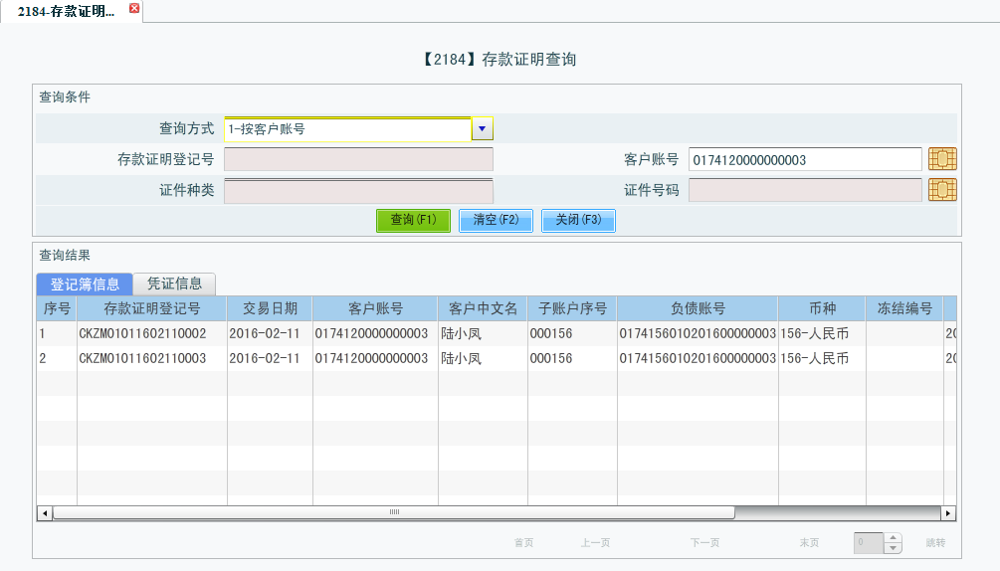 2184-存款证明...
【2184】存款证明查询
查询条件
查询方式 1-按客户账号
存款证明登记号 客户账号 0174120000000003
证件种类 证件号码
查询(F1) 清空(F2) 关闭(F3)
查询结果
登记簿信息 凭证信息
序号 存款证明登记号 交易日期 客户账号 客户中文名 子账户序号 负债账号 币种 冻结编号
1 CKZM01011602110002 2016-02-11 0174120000000003 陆小凤 000156 0174156010201600000003 156-人民币 20
2 CKZM01011602110003 2016-02-11 0174120000000003 陆小凤 000156 0174156010201600000003 156-人民币 20
首页 上一页 下一页 末页 0 跳转